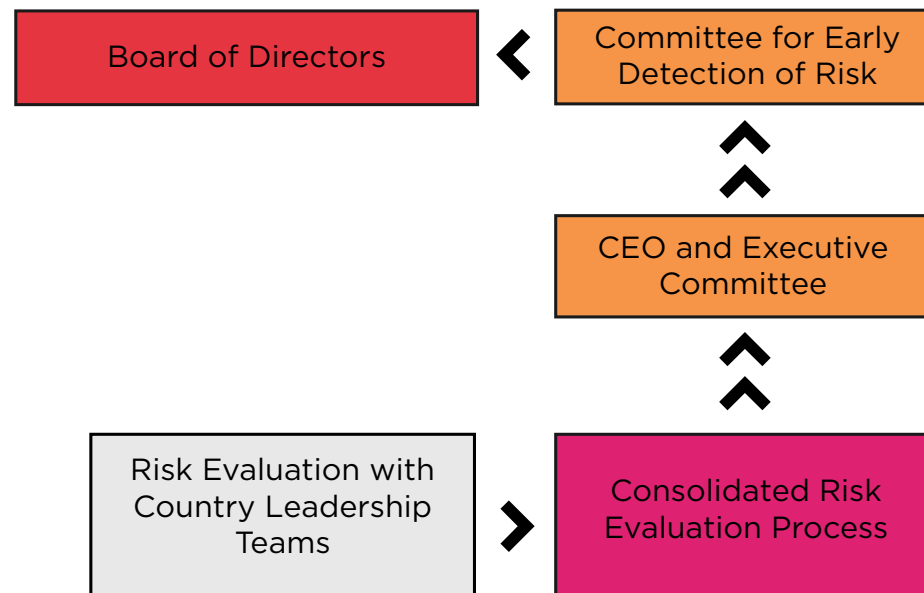 Board of Directors
Committee for Early
Detection of Risk
CEO and Executive
Committee
Risk Evaluation with
Country Leadership
Teams
Consolidated Risk
Evaluation Process